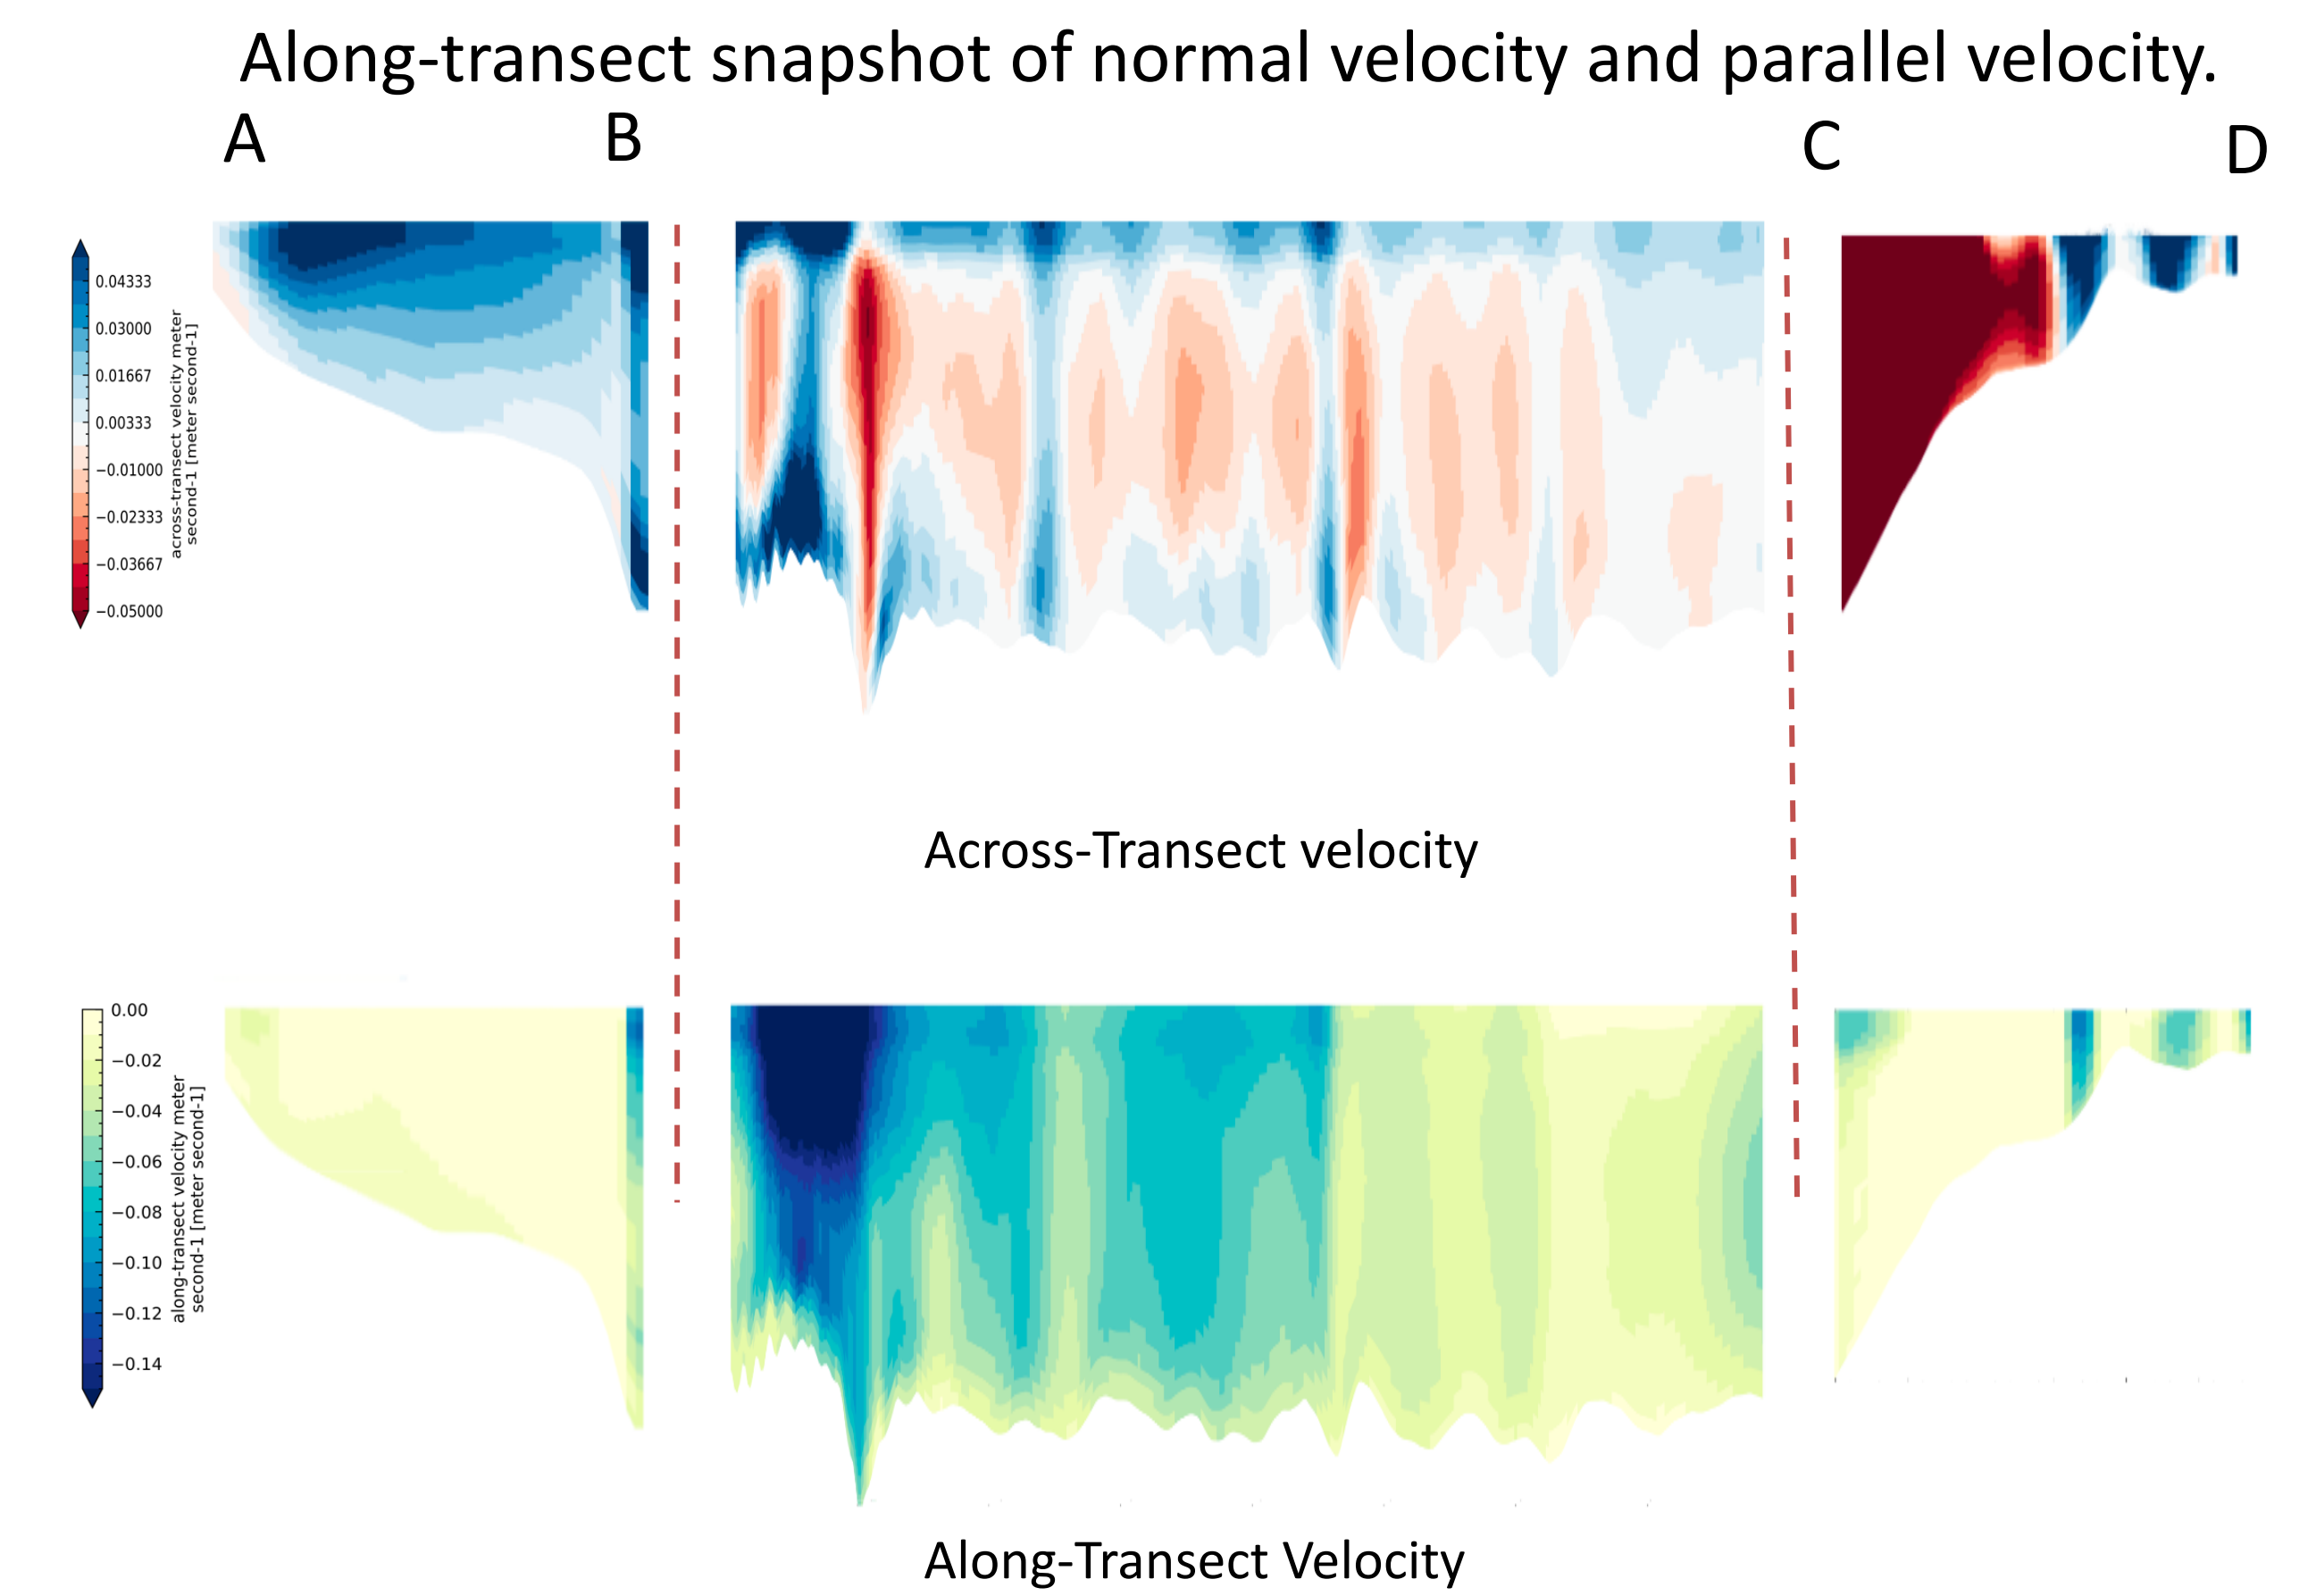 Along-transect snapshot of normal velocity and parallel velocity.
A
B
C
D
0.04333
0.03000
0.01667
0.00333
−0.01000
−0.02333
−0.03667
−0.05000
across-transect velocity meter
second-1 [meter second-1]
Across-Transect velocity
0.00
−0.02
−0.04
−0.06
−0.08
−0.10
−0.12
−0.14
along-transect velocity meter
second-1 [meter second-1]
Along-Transect Velocity